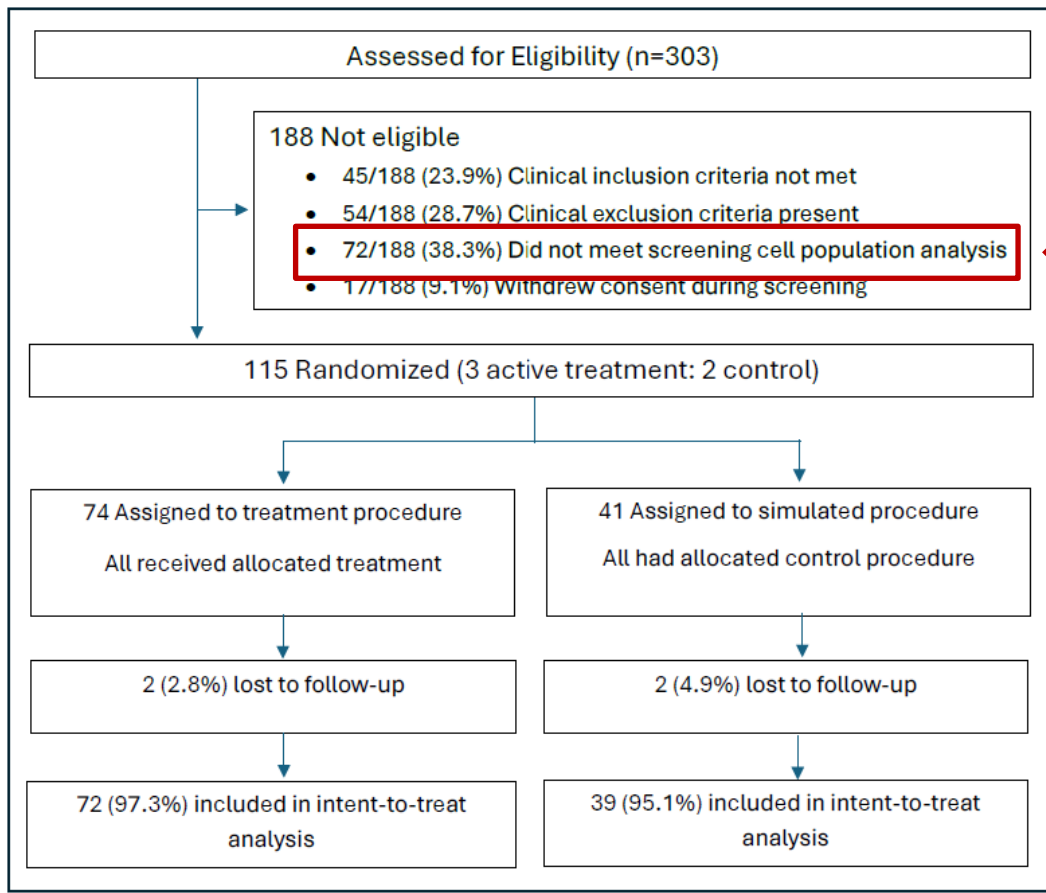 Assessed for Eligibility (n=303)
188 Not eligible
• 45/188 (23.9%) Clinical inclusion criteria not met
• 54/188 (28.7%) Clinical exclusion criteria present
• 72/188 (38.3%) Did not meet screening cell population analysis
• 17/188 (9.1%) Withdrew consent during screening
115 Randomized (3 active treatment: 2 control)
74 Assigned to treatment procedure
All received allocated treatment
41 Assigned to simulated procedure
All had allocated control procedure
2 (2.8%) lost to follow-up
2 (4.9%) lost to follow-up
72 (97.3%) included in intent-to-treat
analysis
39 (95.1%) included in intent-to-treat
analysis